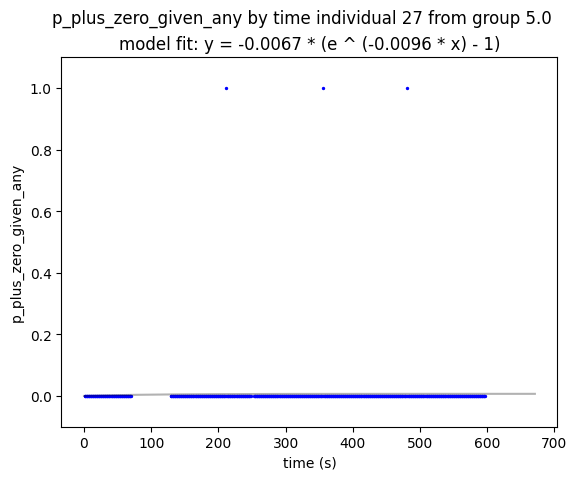 p_plus_zero_given_any by time individual 27 from group 5.0
model fit: y = -0.0067 * (e ^ (-0.0096 * x) - 1)
1.0
0.8
0.6
0.4
0.2
0.0
p_plus_zero_given_any
0 100 200 300 400 500 600 700
time (s)